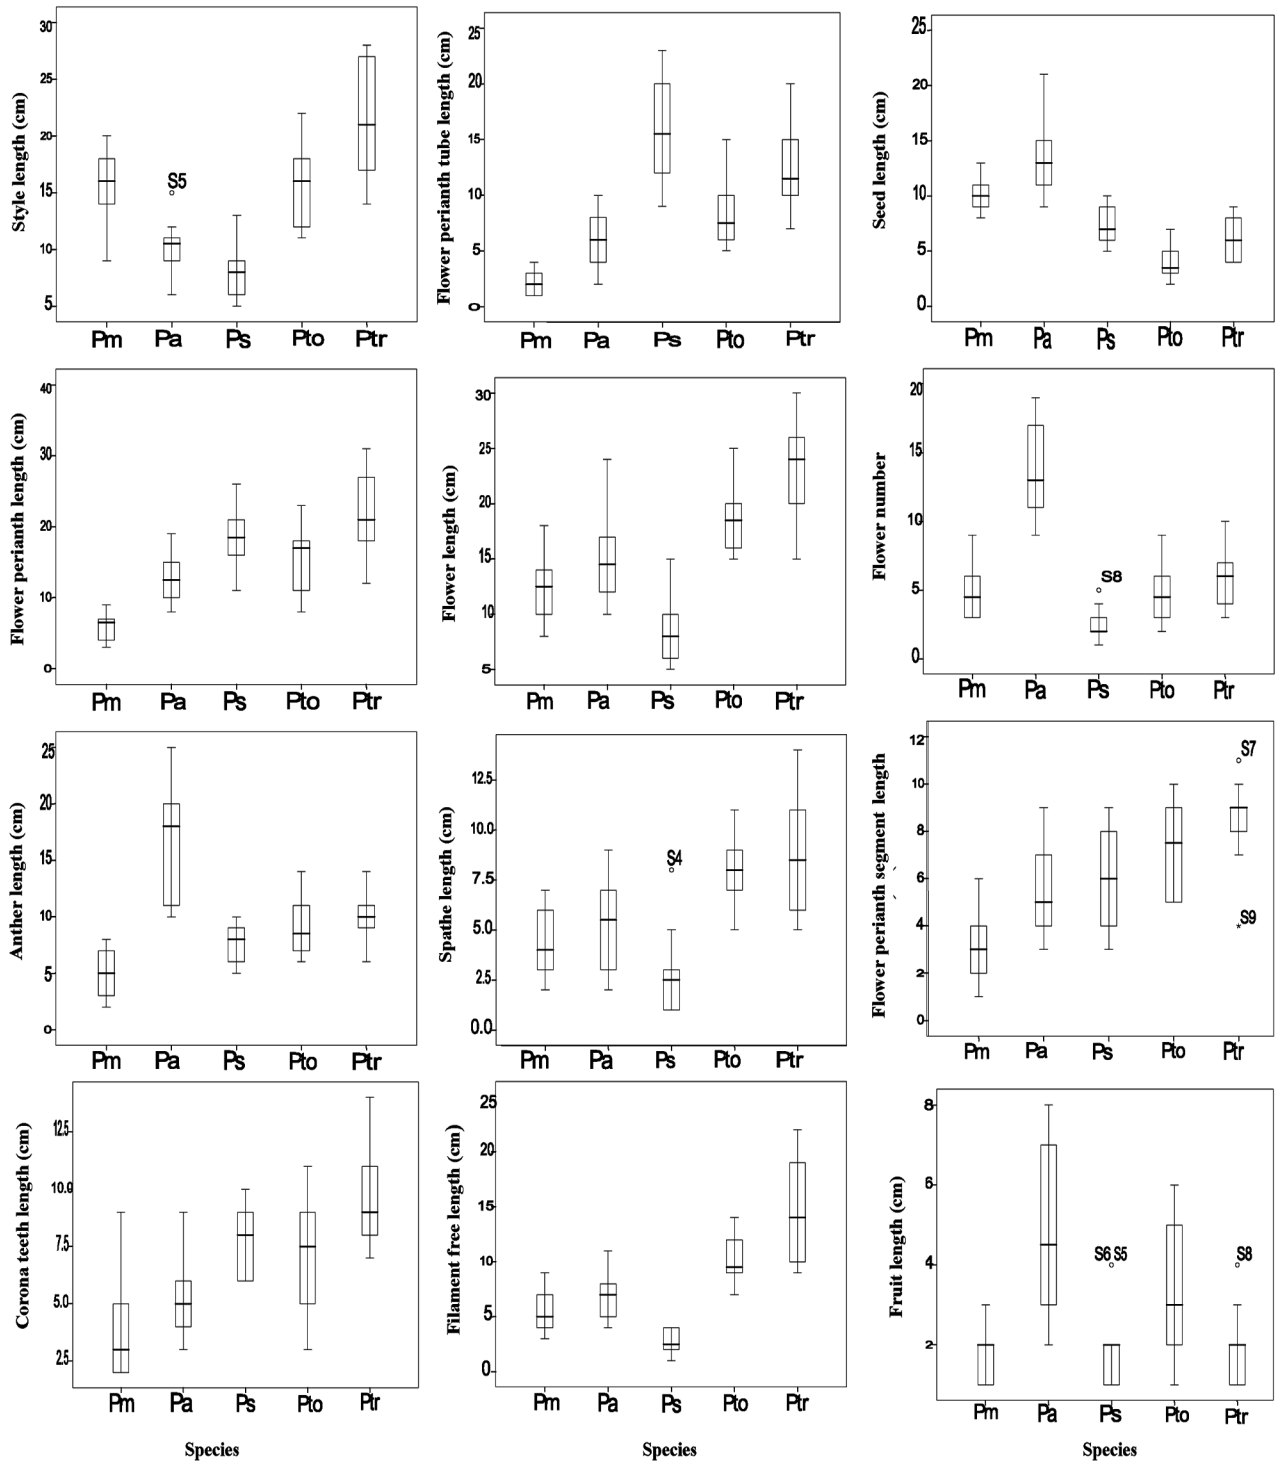 Style length (cm)
30
25
20
15
10
5
S5
Pm Pa Ps Pto Ptr
Flower perianth tube length (cm)
25
20
15
10
5
0
Pm Pa Ps Pto Ptr
Seed length (cm)
25
20
15
10
5
0
Pm Pa Ps Pto Ptr
Flower perianth length (cm)
40
30
20
10
0
Pm Pa Ps Pto Ptr
Flower length (cm)
30
25
20
15
10
5
Pm Pa Ps Pto Ptr
Flower number
20
15
10
5
0
S8
Pm Pa Ps Pto Ptr
Anther length (cm)
25
20
15
10
5
0
Pm Pa Ps Pto Ptr
Spathe length (cm)
12.5
10.0
7.5
5.0
2.5
0.0
S4
Pm Pa Ps Pto Ptr
Flower perianth segment length
12
10
8
6
4
2
0
S7
S9
Pm Pa Ps Pto Ptr
Corona teeth length (cm)
12.5
10.0
7.5
5.0
2.5
Pm Pa Ps Pto Ptr
Species
Filament free length (cm)
25
20
15
10
5
0
Pm Pa Ps Pto Ptr
Species
Fruit length (cm)
8
6
4
2
S6 S5
S8
Pm Pa Ps Pto Ptr
Species